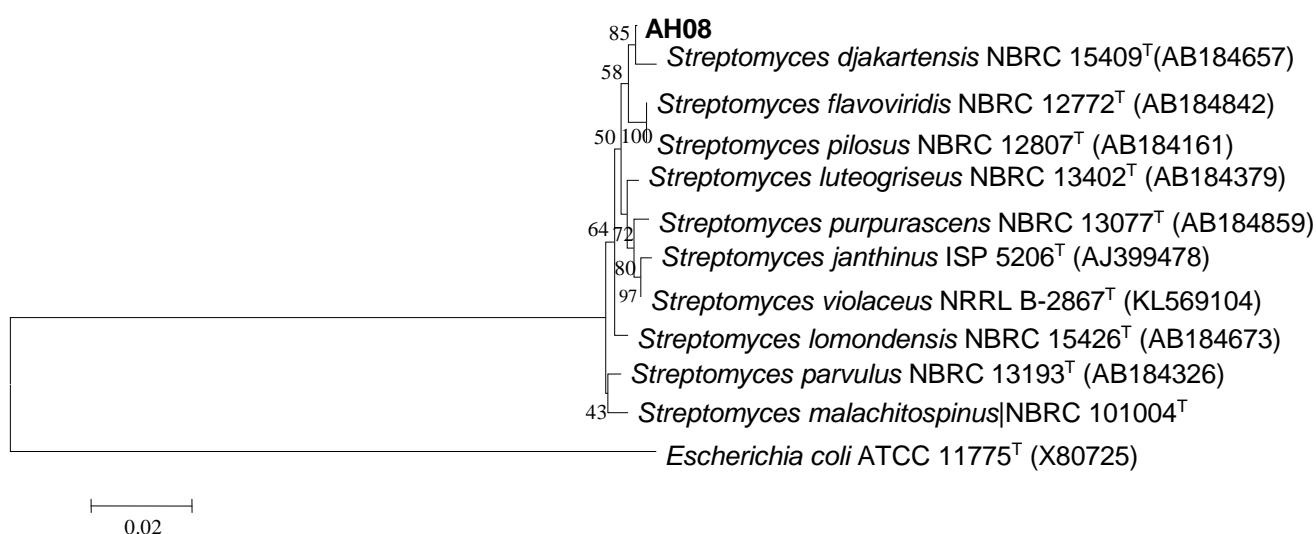 AH08
85
Streptomyces djakartensis NBRC 15409ᵀ(AB184657)
58
Streptomyces flavoviridis NBRC 12772ᵀ (AB184842)
50 100
Streptomyces pilosus NBRC 12807ᵀ (AB184161)
Streptomyces luteogriseus NBRC 13402ᵀ (AB184379)
Streptomyces purpurascens NBRC 13077ᵀ (AB184859)
64 72
Streptomyces janthinus ISP 5206ᵀ (AJ399478)
80
97
Streptomyces violaceus NRRL B-2867ᵀ (KL569104)
Streptomyces lomondensis NBRC 15426ᵀ (AB184673)
Streptomyces parvulus NBRC 13193ᵀ (AB184326)
43
Streptomyces malachitospinus|NBRC 101004ᵀ
Escherichia coli ATCC 11775ᵀ (X80725)
0.02